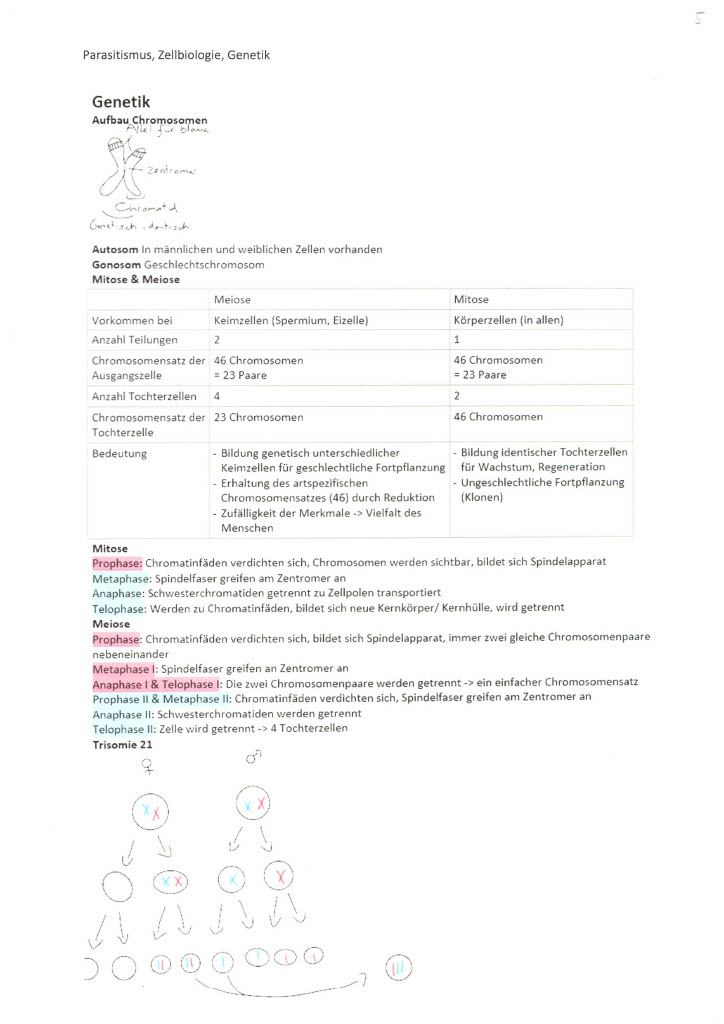 5
Parasitismus, Zellbiologie, Genetik
Genetik
Aufbau Chromosomen
Allel für blaue
Zentromer
Chromatid
Genetisch identisch
Autosom In männlichen und weiblichen Zellen vorhanden
Gonosom Geschlechtschromosom
Mitose & Meiose
Meiose Mitose
Vorkommen bei Keimzellen (Spermium, Eizelle) Körperzellen (in allen)
Anzahl Teilungen 2 1
Chromosomensatz der 46 Chromosomen 46 Chromosomen
Ausgangszelle = 23 Paare = 23 Paare
Anzahl Tochterzellen 4 2
Chromosomensatz der 23 Chromosomen 46 Chromosomen
Tochterzelle
Bedeutung - Bildung genetisch unterschiedlicher - Bildung identischer Tochterzellen
Keimzellen für geschlechtliche Fortpflanzung für Wachstum, Regeneration
- Erhaltung des artspezifischen - Ungeschlechtliche Fortpflanzung
Chromosomensatzes (46) durch Reduktion (Klonen)
- Zufälligkeit der Merkmale -> Vielfalt des
Menschen
Mitose
Prophase: Chromatinfäden verdichten sich, Chromosomen werden sichtbar, bildet sich Spindelapparat
Metaphase: Spindelfaser greifen am Zentromer an
Anaphase: Schwesterchromatiden getrennt zu Zellpolen transportiert
Telophase: Werden zu Chromatinfäden, bildet sich neue Kernkörper/ Kernhülle, wird getrennt
Meiose
Prophase: Chromatinfäden verdichten sich, bildet sich Spindelapparat, immer zwei gleiche Chromosomenpaare
nebeneinander
Metaphase I: Spindelfaser greifen an Zentromer an
Anaphase I & Telophase I: Die zwei Chromosomenpaare werden getrennt -> ein einfacher Chromosomensatz
Prophase II & Metaphase II: Chromatinfäden verdichten sich, Spindelfaser greifen am Zentromer an
Anaphase II: Schwesterchromatiden werden getrennt
Telophase II: Zelle wird getrennt -> 4 Tochterzellen
Trisomie 21
♀ ♂